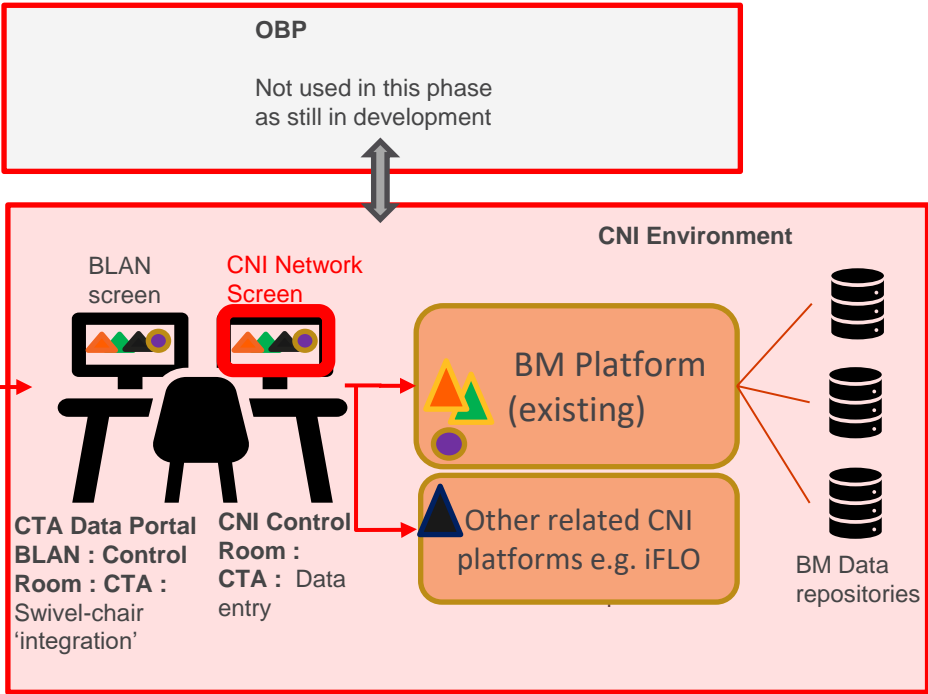 OBP
Not used in this phase
as still in development
CNI Environment
BLAN
screen
CNI Network
Screen
BM Platform
(existing)
Other related CNI
platforms e.g. iFLO
CTA Data Portal
BLAN : Control
Room : CTA :
Swivel-chair
‘integration’
CNI Control
Room :
CTA : Data
entry
BM Data
repositories